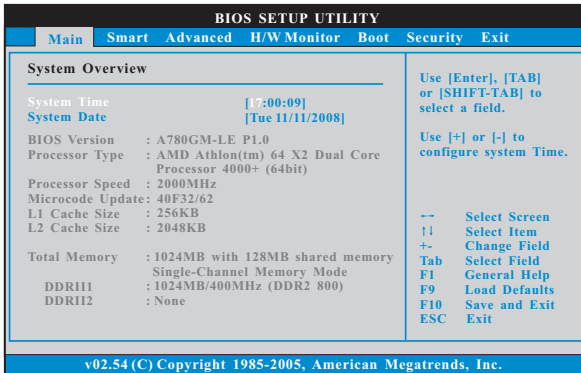 BIOS SETUP UTILITY
Main Smart Advanced H/W Monitor Boot Security Exit
System Overview
System Time [17:00:09]
System Date [Tue 11/11/2008]
BIOS Version : A780GM-LE P1.0
Processor Type : AMD Athlon(tm) 64 X2 Dual Core
Processor 4000+ (64bit)
Processor Speed : 2000MHz
Microcode Update : 40F32/62
L1 Cache Size : 256KB
L2 Cache Size : 2048KB
Total Memory : 1024MB with 128MB shared memory
Single-Channel Memory Mode
DDRII1 : 1024MB/400MHz (DDR2 800)
DDRII2 : None
Use [Enter], [TAB]
or [SHIFT-TAB] to
select a field.
Use [+] or [-] to
configure system Time.
←→ Select Screen
↑↓ Select Item
+- Change Field
Tab Select Field
F1 General Help
F9 Load Defaults
F10 Save and Exit
ESC Exit
v02.54 (C) Copyright 1985-2005, American Megatrends, Inc.